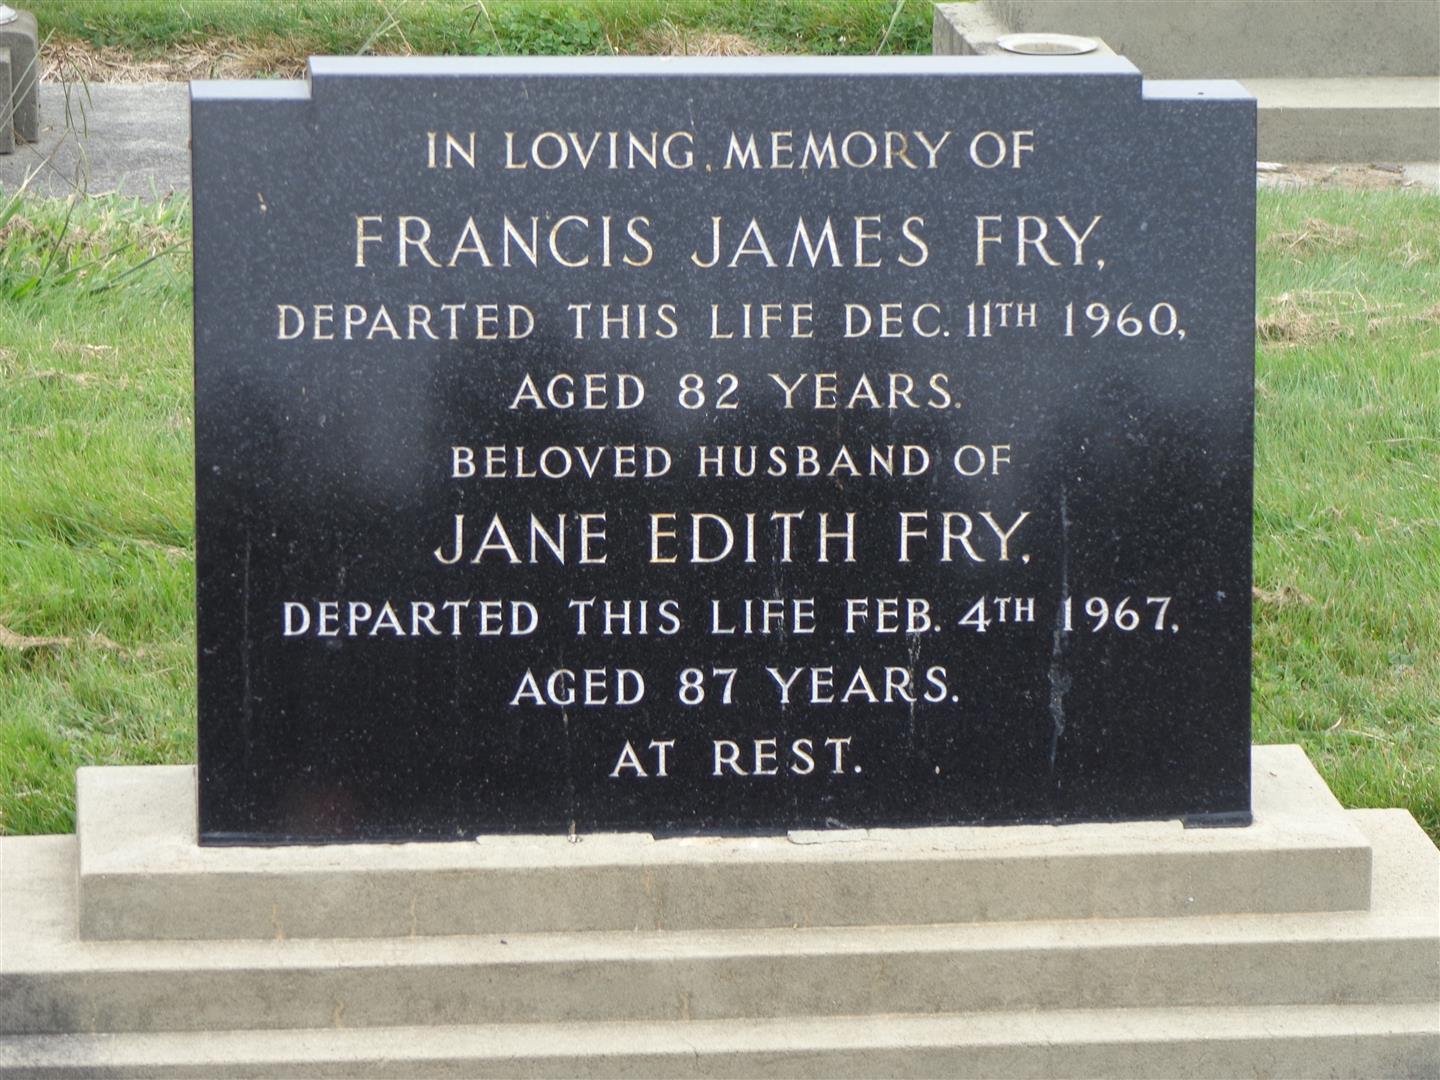 IN LOVING MEMORY OF
FRANCIS JAMES FRY,
DEPARTED THIS LIFE DEC. 11TH 1960,
AGED 82 YEARS.
BELOVED HUSBAND OF
JANE EDITH FRY.
DEPARTED THIS LIFE FEB. 4TH 1967,
AGED 87 YEARS.
AT REST.